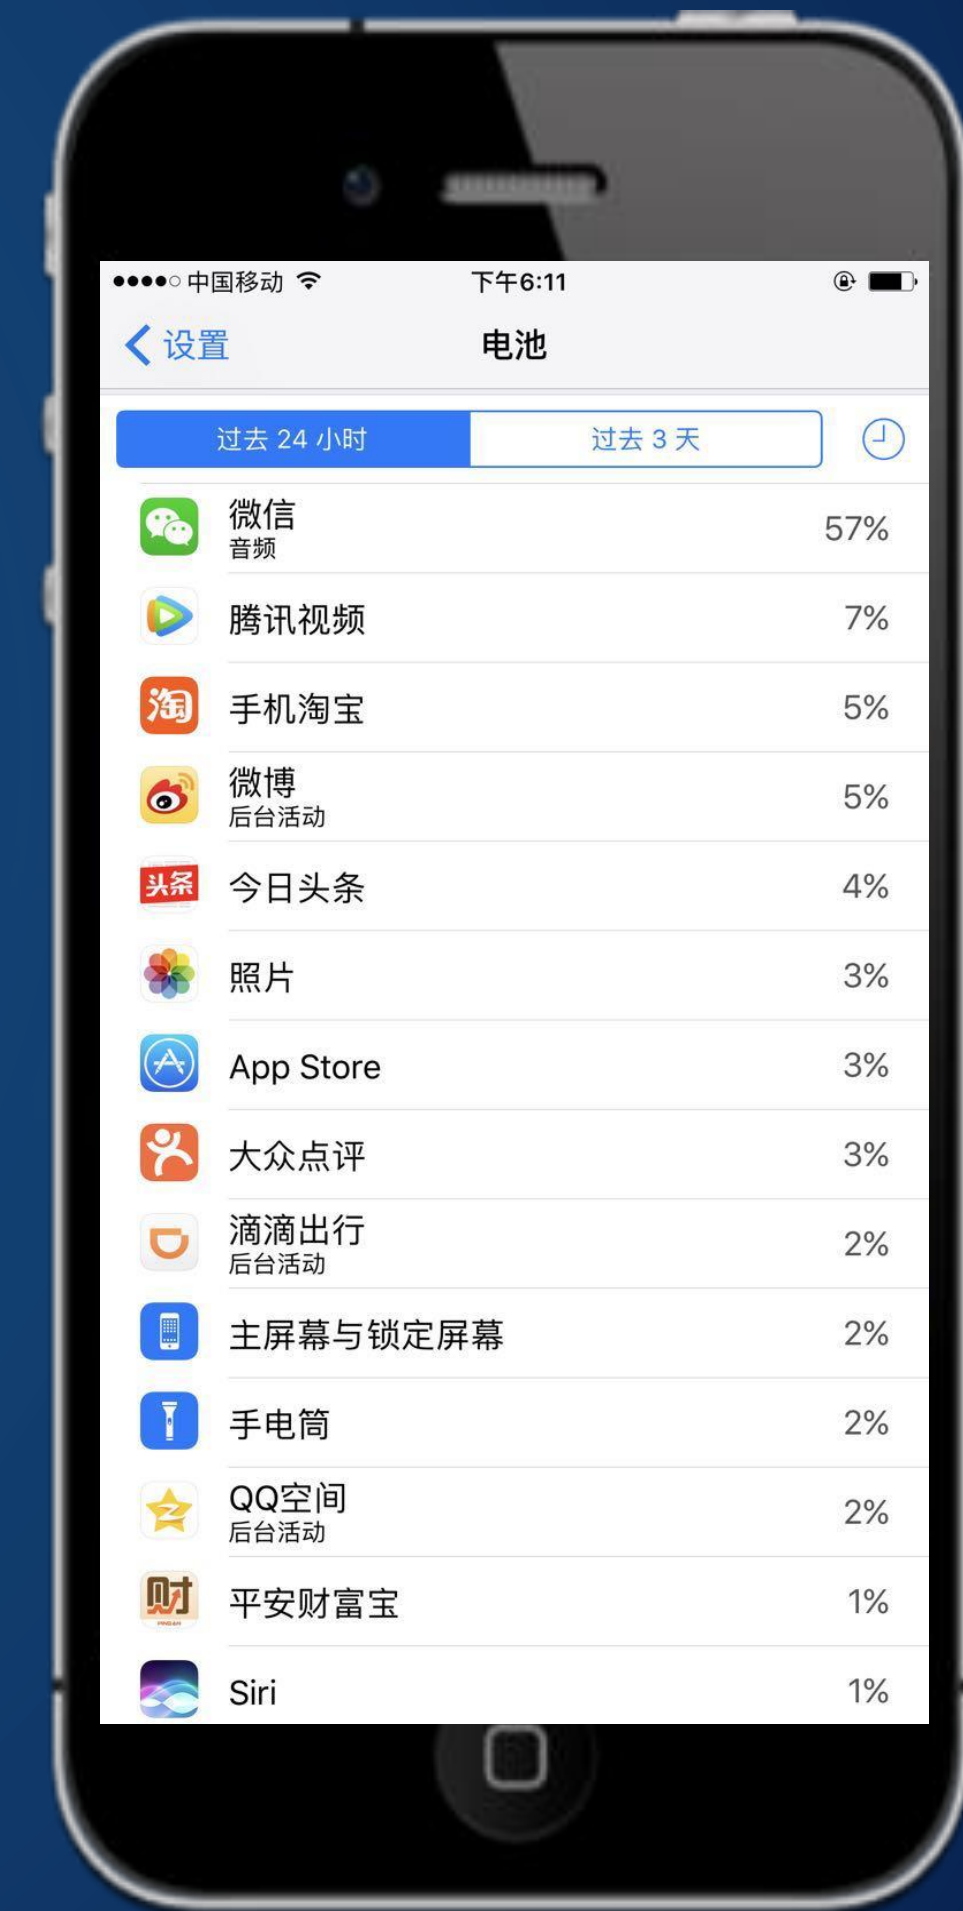 中国移动 下午6:11
设置 电池
过去 24 小时 过去 3 天
微信 57%
音频
腾讯视频 7%
淘 手机淘宝 5%
微博 5%
后台活动
头条 今日头条 4%
照片 3%
App Store 3%
大众点评 3%
滴滴出行 2%
后台活动
主屏幕与锁定屏幕 2%
手电筒 2%
QQ空间 2%
后台活动
财 平安财富宝 1%
Siri 1%